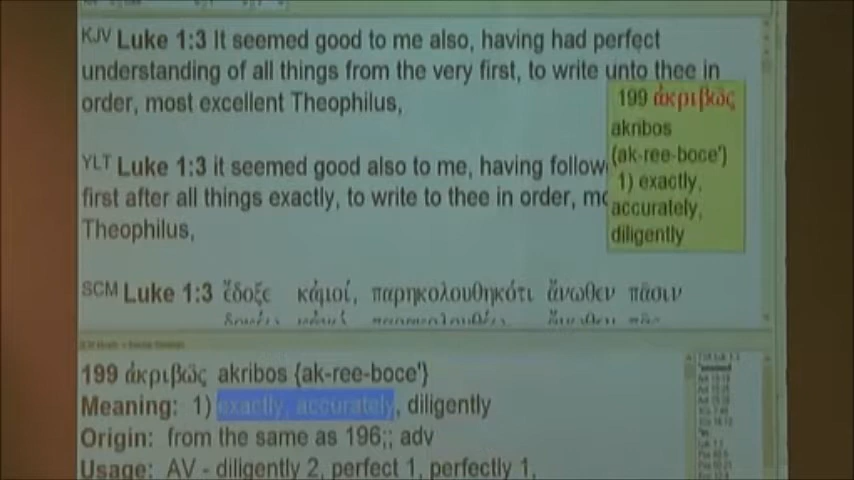 KJV Luke 1:3 It seemed good to me also, having had perfect
understanding of all things from the very first, to write unto thee in
order, most excellent Theophilus,
199 ἀκριβῶς
akribos
(ak-ree-boce')
1) exactly,
accurately,
diligently
YLT Luke 1:3 it seemed good also to me, having follow
first after all things exactly, to write to thee in order, mo
Theophilus,
SCM Luke 1:3 ἔδοξε κἀμοί, παρηκολουθηκότι ἄνωθεν πᾶσιν
199 ἀκριβῶς akribos {ak-ree-boce'}
Meaning: 1) exactly, accurately, diligently
Origin: from the same as 196;; adv
Usage: AV - diligently 2, perfect 1, perfectly 1,